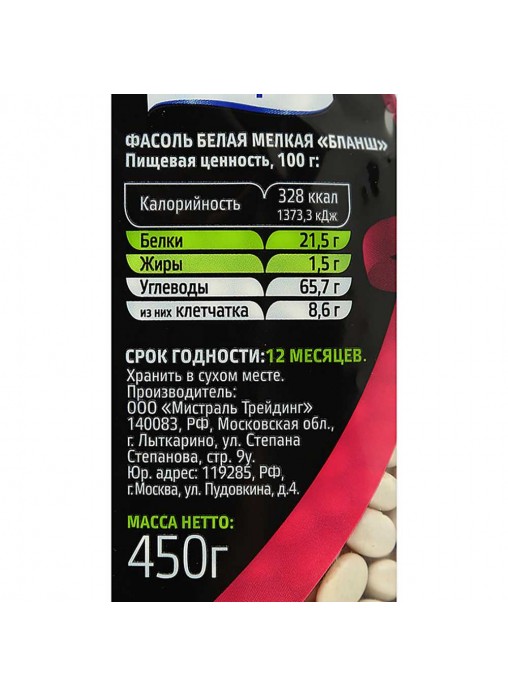 ФАСОЛЬ БЕЛАЯ МЕЛКАЯ «БЛАНШ»
Пищевая ценность, 100 г:
Калорийность 328 ккал
1373,3 кДж
Белки 21,5 г
Жиры 1,5 г
Углеводы 65,7 г
из них клетчатка 8,6 г
СРОК ГОДНОСТИ: 12 МЕСЯЦЕВ.
Хранить в сухом месте.
Производитель:
ООО «Мистраль Трейдинг»
140083, РФ, Московская обл.,
г. Лыткарино, ул. Степана
Степанова, стр. 9у.
Юр. адрес: 119285, РФ,
г.Москва, ул. Пудовкина, д.4.
МАССА НЕТТО:
450г